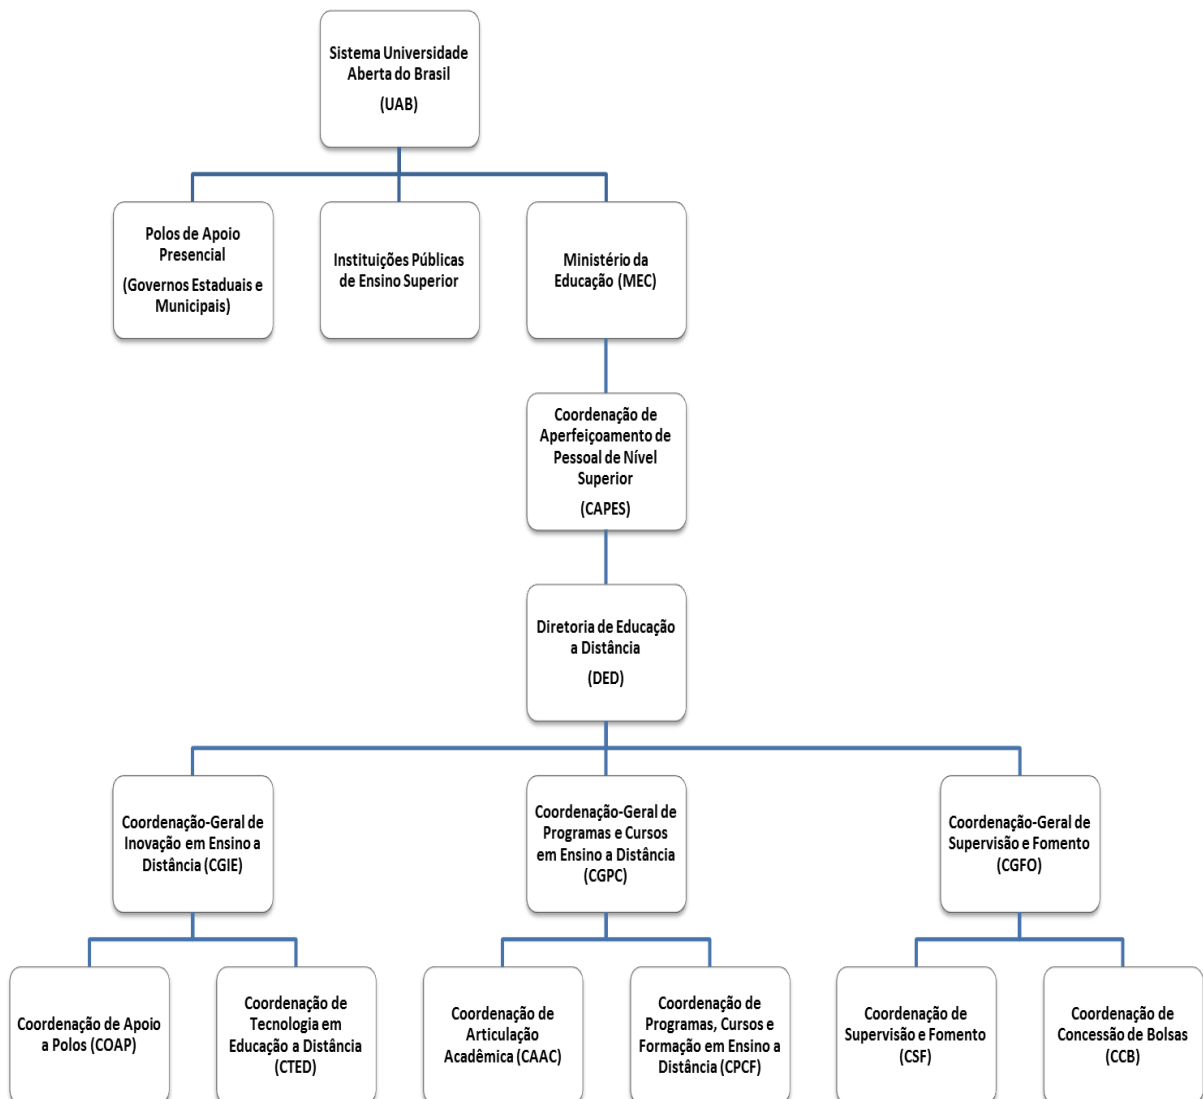 Sistema Universidade
Aberta do Brasil
(UAB)
Polos de Apoio
Presencial
(Governos Estaduais e
Municipais)
Instituições Públicas
de Ensino Superior
Ministério da
Educação (MEC)
Coordenação de
Aperfeiçoamento de
Pessoal de Nível
Superior
(CAPES)
Diretoria de Educação
a Distância
(DED)
Coordenação-Geral de
Inovação em Ensino a
Distância (CGIE)
Coordenação-Geral de
Programas e Cursos
em Ensino a Distância
(CGPC)
Coordenação-Geral de
Supervisão e Fomento
(CGFO)
Coordenação de Apoio
a Polos (COAP)
Coordenação de
Tecnologia em
Educação a Distância
(CTED)
Coordenação de
Articulação
Acadêmica (CAAC)
Coordenação de
Programas, Cursos e
Formação em Ensino a
Distância (CPCF)
Coordenação de
Supervisão e Fomento
(CSF)
Coordenação de
Concessão de Bolsas
(CCB)